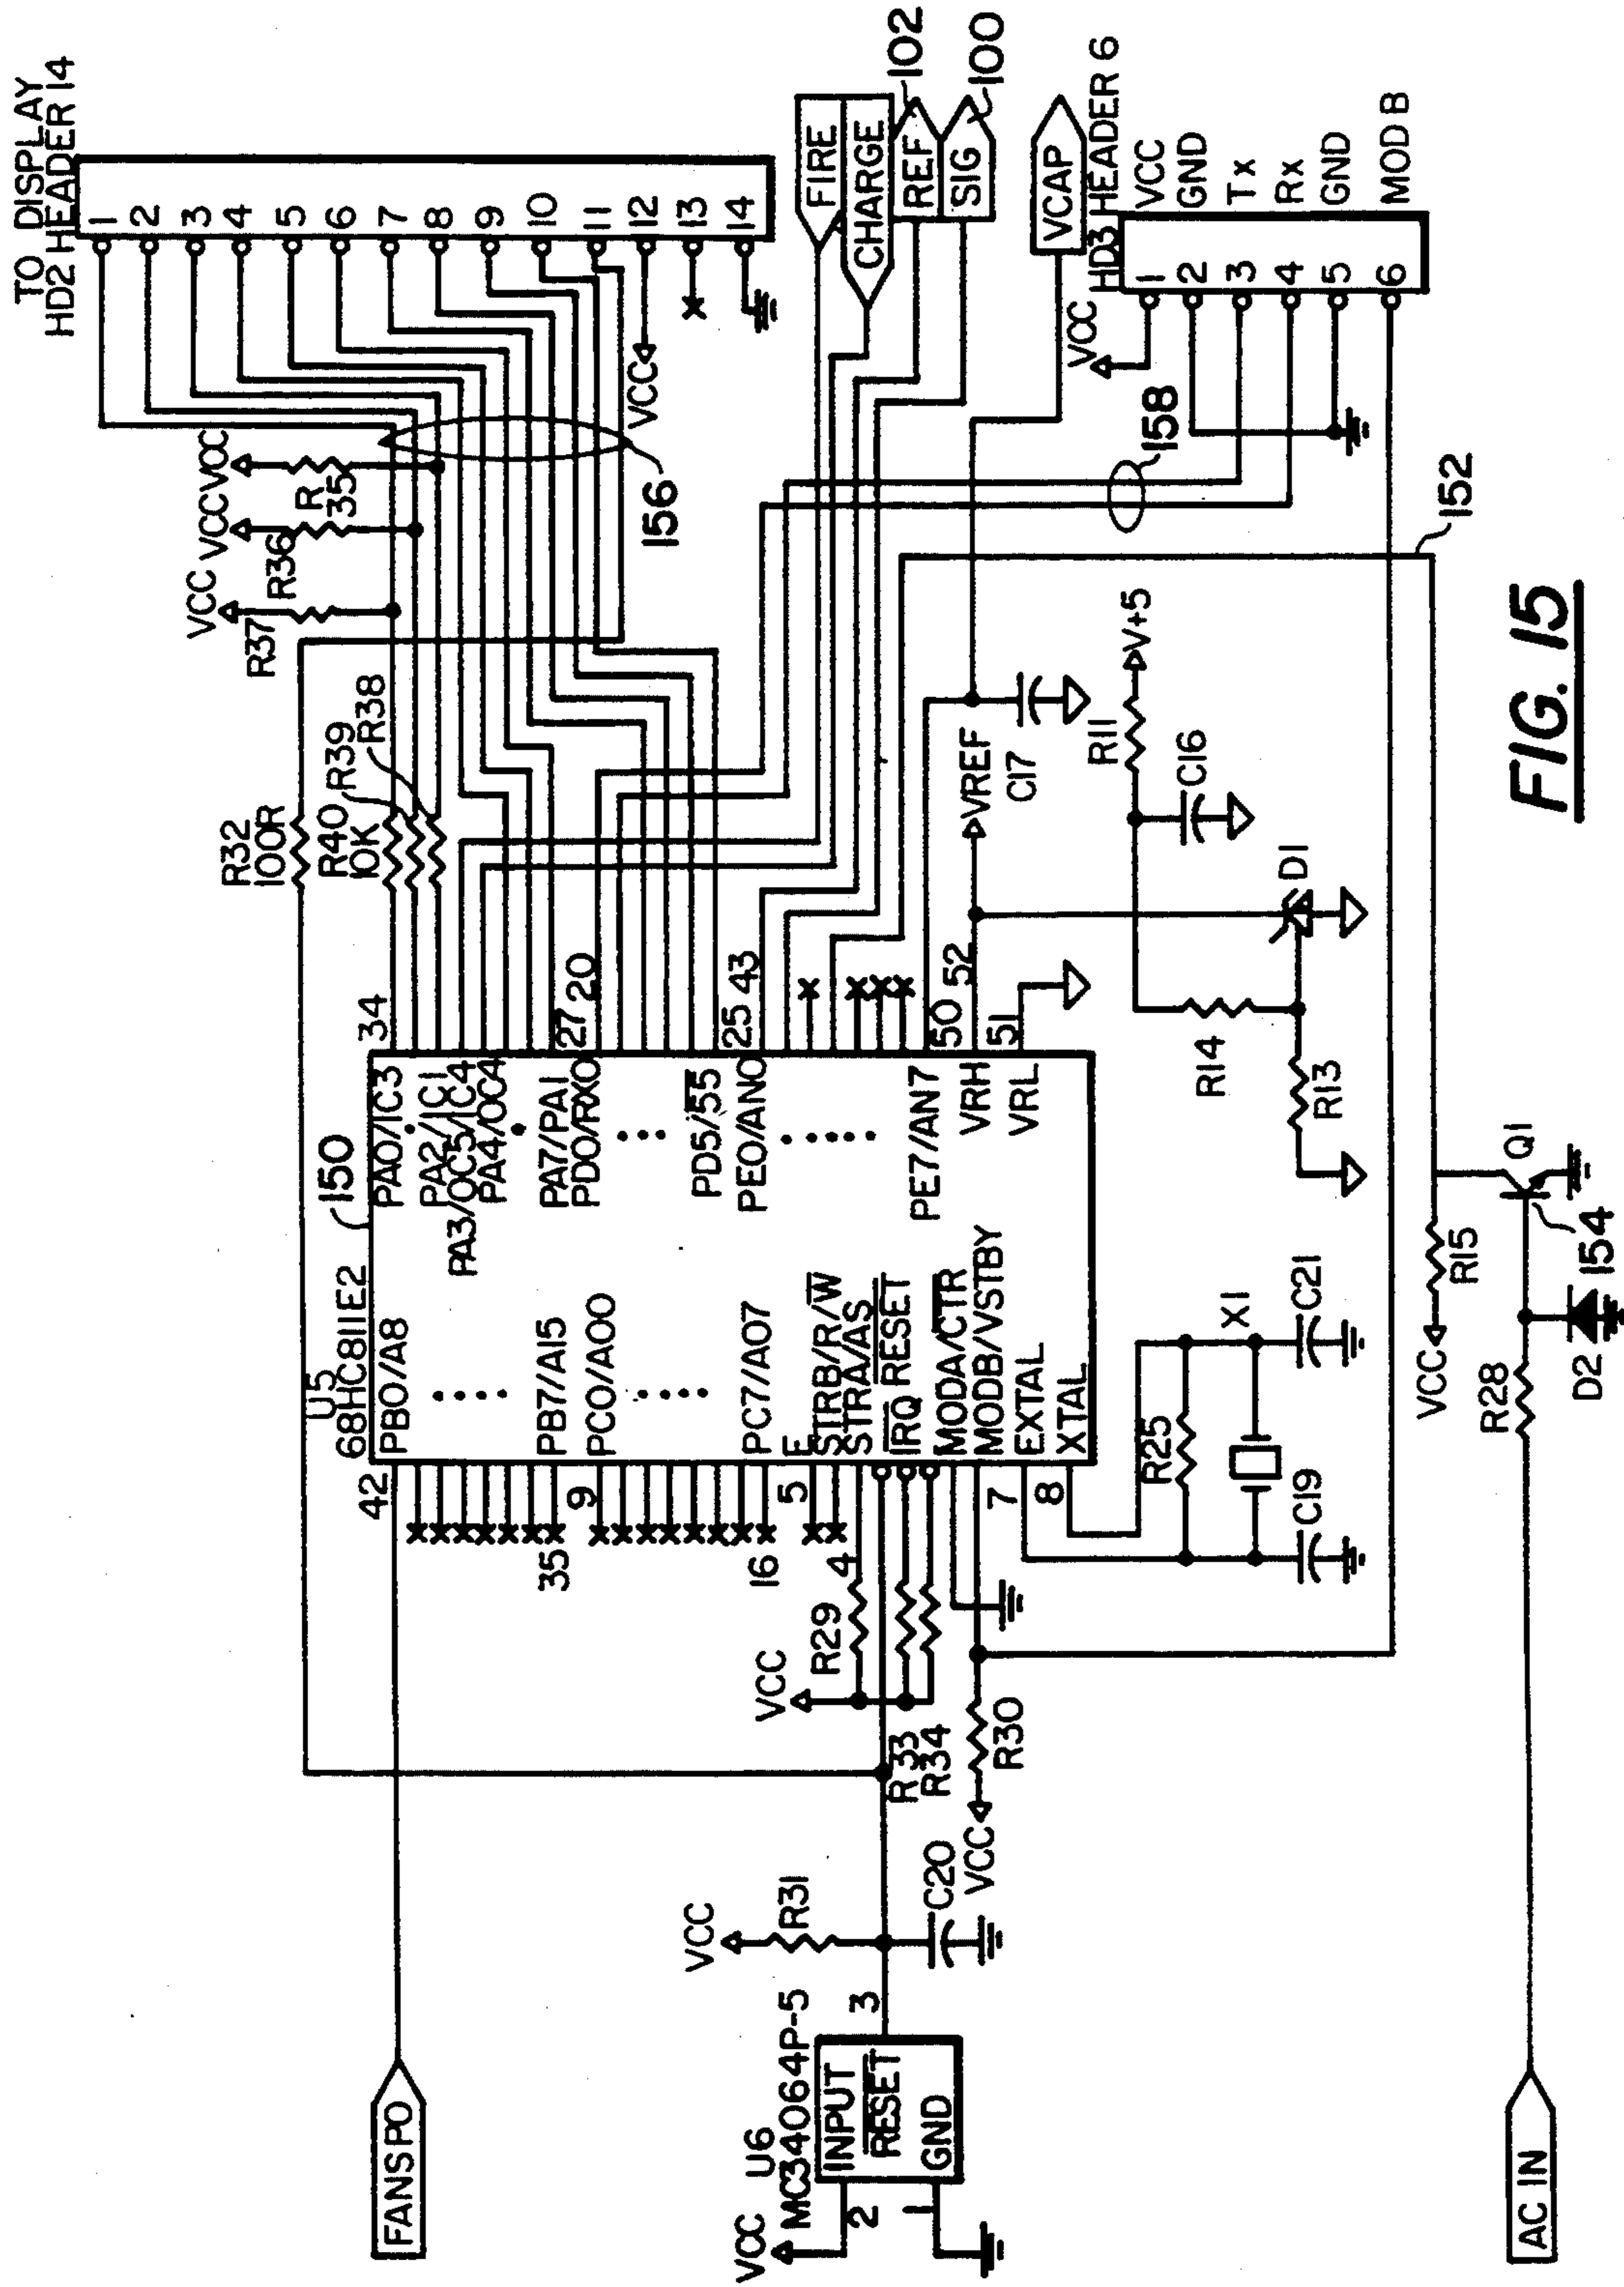 TO DISPLAY
HD2 HEADER 14
1
2
3
4
5
6
7
8
9
10
11
12
13
14
VCC
VCC
VCC
R37
R36
R
35
156
VCC
FIRE
CHARGE
REF
SIG
102
100
VCAP
HD3 HEADER 6
VCC
1 VCC
2 GND
3 Tx
4 Rx
5 GND
6 MOD B
158
152
R32
100R
R40
10K
R39
R38
34
27
20
25
43
50
52
51
VREF
C17
R11
V+5
C16
D1
R14
R13
150
U5
68HC811E2
PA0/IC3
PA2/IC1
PA3/OC5/IC4
PA4/OC4
PA7/PA1
PD0/RX0
PD5/55
PE0/AN0
PE7/AN7
VRH
VRL
PB0/A8
PB7/A15
PC0/A00
PC7/A07
E
STRB/R/W
STRA/AS
IRQ RESET
MODA/CTR
MODB/VSTBY
EXTAL
XTAL
42
35
9
16
5
4
7
8
R29
VCC
R33
R34
R30
VCC
R25
X1
C19
C21
VCC
R31
C20
3
U6
MC34064P-5
INPUT
RESET
GND
VCC
2
1
FANSPO
AC IN
R28
D2
154
Q1
R15
VCC
FIG. 15